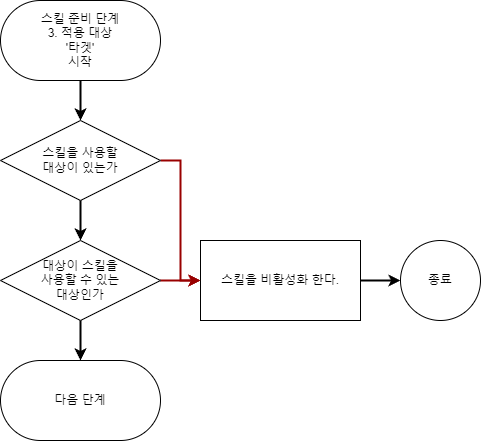 스킬 준비 단계
3. 적용 대상
'타겟'
시작
스킬을 사용할
대상이 있는가
대상이 스킬을
사용할 수 있는
대상인가
스킬을 비활성화 한다.
종료
다음 단계